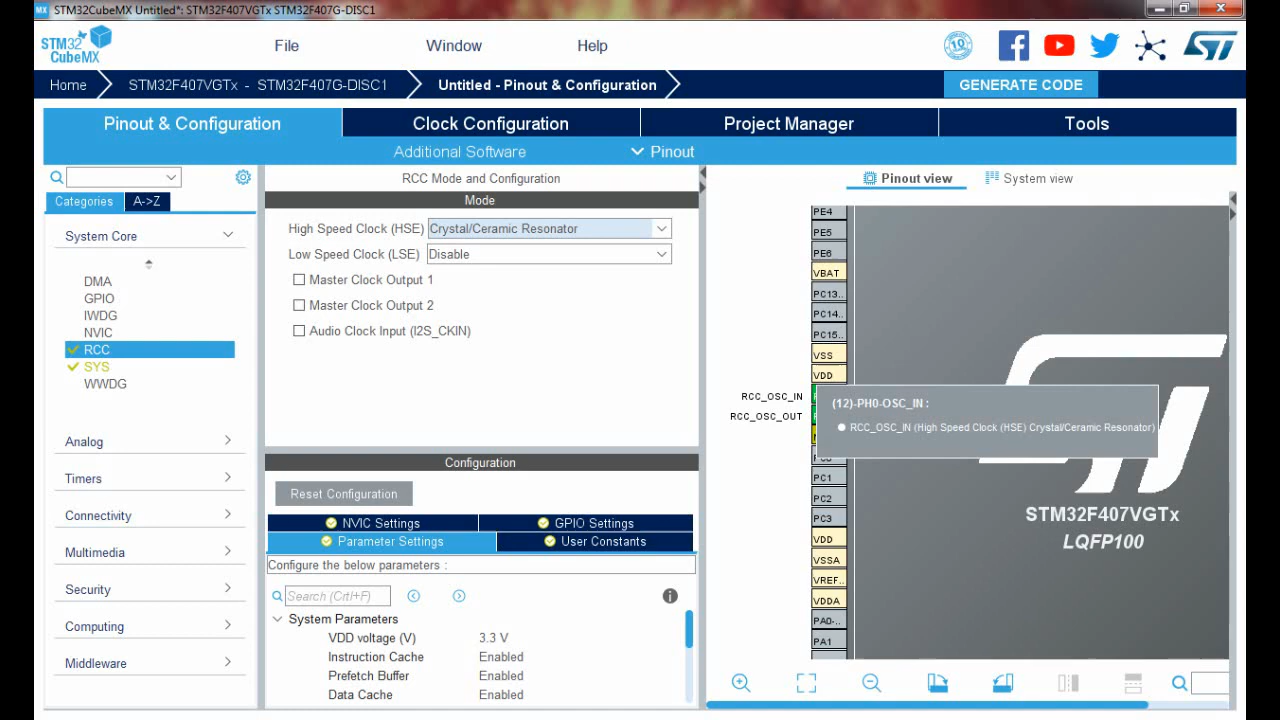 MX STM32CubeMX Untitled*: STM32F407VGTx STM32F407G-DISC1
STM32
CubeMX
File
Window
Help
10
ST
Home
STM32F407VGTx - STM32F407G-DISC1
Untitled - Pinout & Configuration
GENERATE CODE
Pinout & Configuration
Clock Configuration
Project Manager
Tools
Additional Software
Pinout
Categories
A->Z
System Core
DMA
GPIO
IWDG
NVIC
RCC
SYS
WWDG
Analog
Timers
Connectivity
Multimedia
Security
Computing
Middleware
RCC Mode and Configuration
Mode
High Speed Clock (HSE) Crystal/Ceramic Resonator
Low Speed Clock (LSE) Disable
Master Clock Output 1
Master Clock Output 2
Audio Clock Input (I2S_CKIN)
Configuration
Reset Configuration
NVIC Settings
GPIO Settings
Parameter Settings
User Constants
Configure the below parameters :
Search (Crtl+F)
System Parameters
VDD voltage (V) 3.3 V
Instruction Cache Enabled
Prefetch Buffer Enabled
Data Cache Enabled
Pinout view
System view
PE4
PE5
PE6
VBAT
PC13..
PC14..
PC15..
VSS
VDD
RCC_OSC_IN
RCC_OSC_OUT
(12)-PH0-OSC_IN :
RCC_OSC_IN (High Speed Clock (HSE) Crystal/Ceramic Resonator)
PC1
PC2
PC3
VDD
VSSA
VREF..
VDDA
PA0-..
PA1
STM32F407VGTx
LQFP100